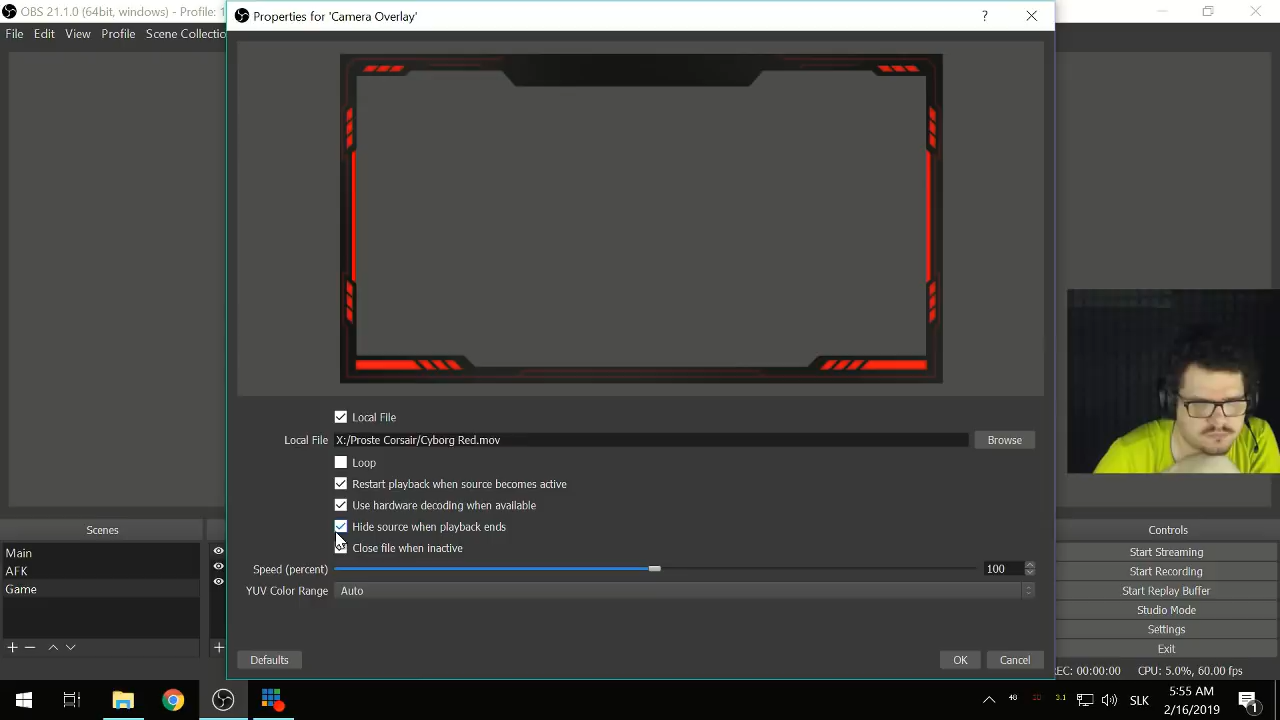 OBS 21.1.0 (64bit, windows) - Profile:
Properties for 'Camera Overlay'
?
File Edit View Profile Scene Collectio
Local File
Local File X:/Proste Corsair/Cyborg Red.mov Browse
Loop
Restart playback when source becomes active
Use hardware decoding when available
Hide source when playback ends
Close file when inactive
Speed (percent) 100
YUV Color Range Auto
Defaults OK Cancel
Scenes
Main
AFK
Game
Controls
Start Streaming
Start Recording
Start Replay Buffer
Studio Mode
Settings
Exit
EC: 00:00:00 CPU: 5.0%, 60.00 fps
SLK
5:55 AM
2/16/2019
1